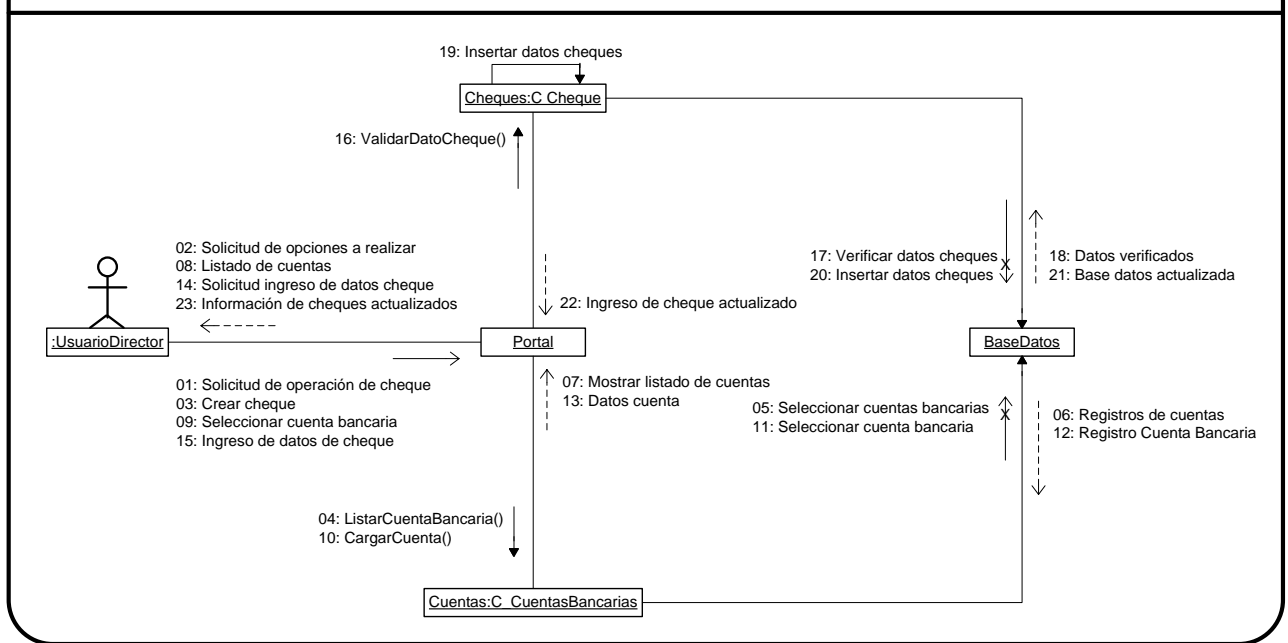 19: Insertar datos cheques
Cheques:C Cheque
16: ValidarDatoCheque()
02: Solicitud de opciones a realizar
08: Listado de cuentas
14: Solicitud ingreso de datos cheque
23: Información de cheques actualizados
17: Verificar datos cheques
20: Insertar datos cheques
18: Datos verificados
21: Base datos actualizada
22: Ingreso de cheque actualizado
:UsuarioDirector
Portal
BaseDatos
01: Solicitud de operación de cheque
03: Crear cheque
09: Seleccionar cuenta bancaria
15: Ingreso de datos de cheque
07: Mostrar listado de cuentas
13: Datos cuenta
05: Seleccionar cuentas bancarias
11: Seleccionar cuenta bancaria
06: Registros de cuentas
12: Registro Cuenta Bancaria
04: ListarCuentaBancaria()
10: CargarCuenta()
Cuentas:C_CuentasBancarias